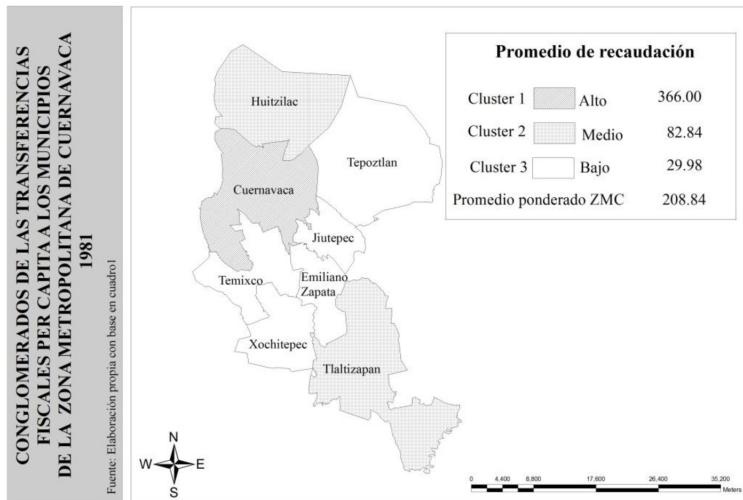 CONGLOMERADOS DE LAS TRANSFERENCIAS
FISCALES PER CAPITA A LOS MUNICIPIOS
DE LA ZONA METROPOLITANA DE CUERNAVACA
1981
Fuente: Elaboración propia con base en cuadro1
Promedio de recaudación
Cluster 1 Alto 366.00
Cluster 2 Medio 82.84
Cluster 3 Bajo 29.98
Promedio ponderado ZMC 208.84
Huitzilac
Tepoztlan
Cuernavaca
Jiutepec
Temixco
Emiliano
Zapata
Xochitepec
Tlaltizapan
N
W E
S
0 4,400 8,800 17,600 26,400 35,200
Meters